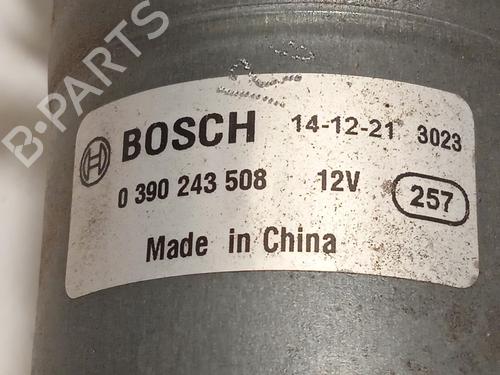 BOSCH 14-12-21 3023
0 390 243 508 12V 257
Made in China
B-PARTS